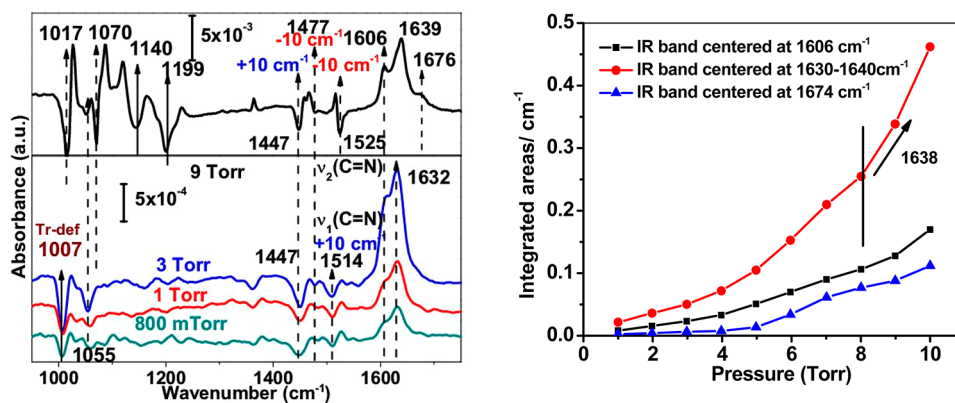 1017 1070 5x10⁻³ 1477 1606 1639
1140 -10 cm⁻¹ 1676
1199 +10 cm⁻¹ -10 cm⁻¹
1447 1525
9 Torr ν₂(C=N) 1632
5x10⁻⁴
Tr-def ν₁(C=N)
1007 1447 +10 cm⁻¹
3 Torr 1514
1 Torr
800 mTorr
1055
1000 1200 1400 1600
Wavenumber (cm⁻¹)
Absorbance (a.u.)
IR band centered at 1606 cm⁻¹
IR band centered at 1630-1640cm⁻¹
IR band centered at 1674 cm⁻¹
1638
0.5
0.4
0.3
0.2
0.1
0.0
0 2 4 6 8 10
Pressure (Torr)
Integrated areas/ cm⁻¹